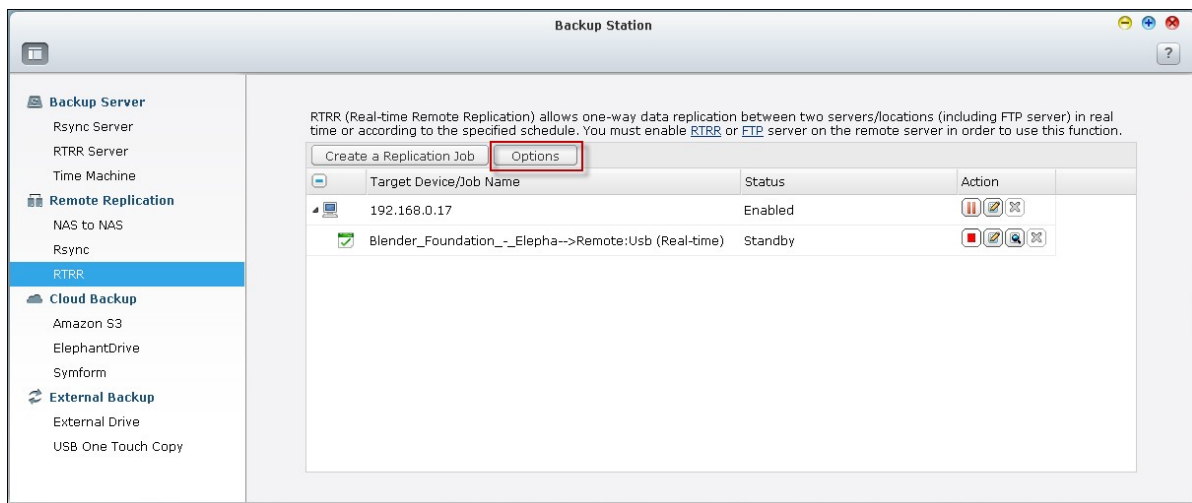 Backup Station
?
Backup Server
Rsync Server
RTRR Server
Time Machine
Remote Replication
NAS to NAS
Rsync
RTRR
Cloud Backup
Amazon S3
ElephantDrive
Symform
External Backup
External Drive
USB One Touch Copy
RTRR (Real-time Remote Replication) allows one-way data replication between two servers/locations (including FTP server) in real
time or according to the specified schedule. You must enable RTRR or FTP server on the remote server in order to use this function.
Create a Replication Job Options
Target Device/Job Name Status Action
192.168.0.17 Enabled
Blender_Foundation_-_Elepha-->Remote:Usb (Real-time) Standby